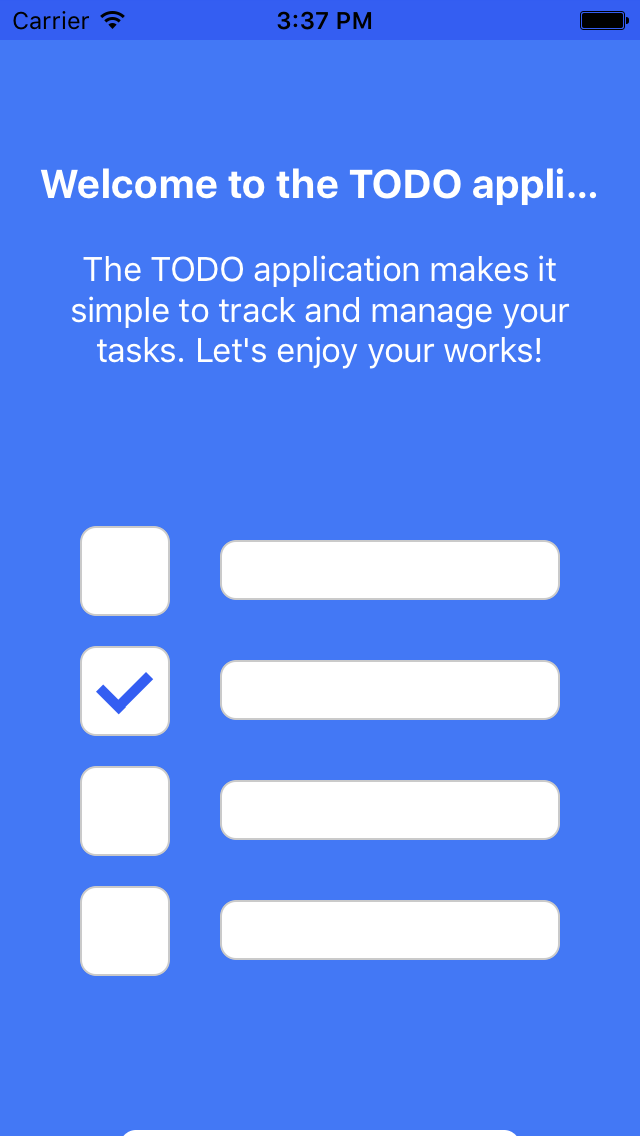 Carrier 3:37 PM
Welcome to the TODO appli...
The TODO application makes it
simple to track and manage your
tasks. Let's enjoy your works!